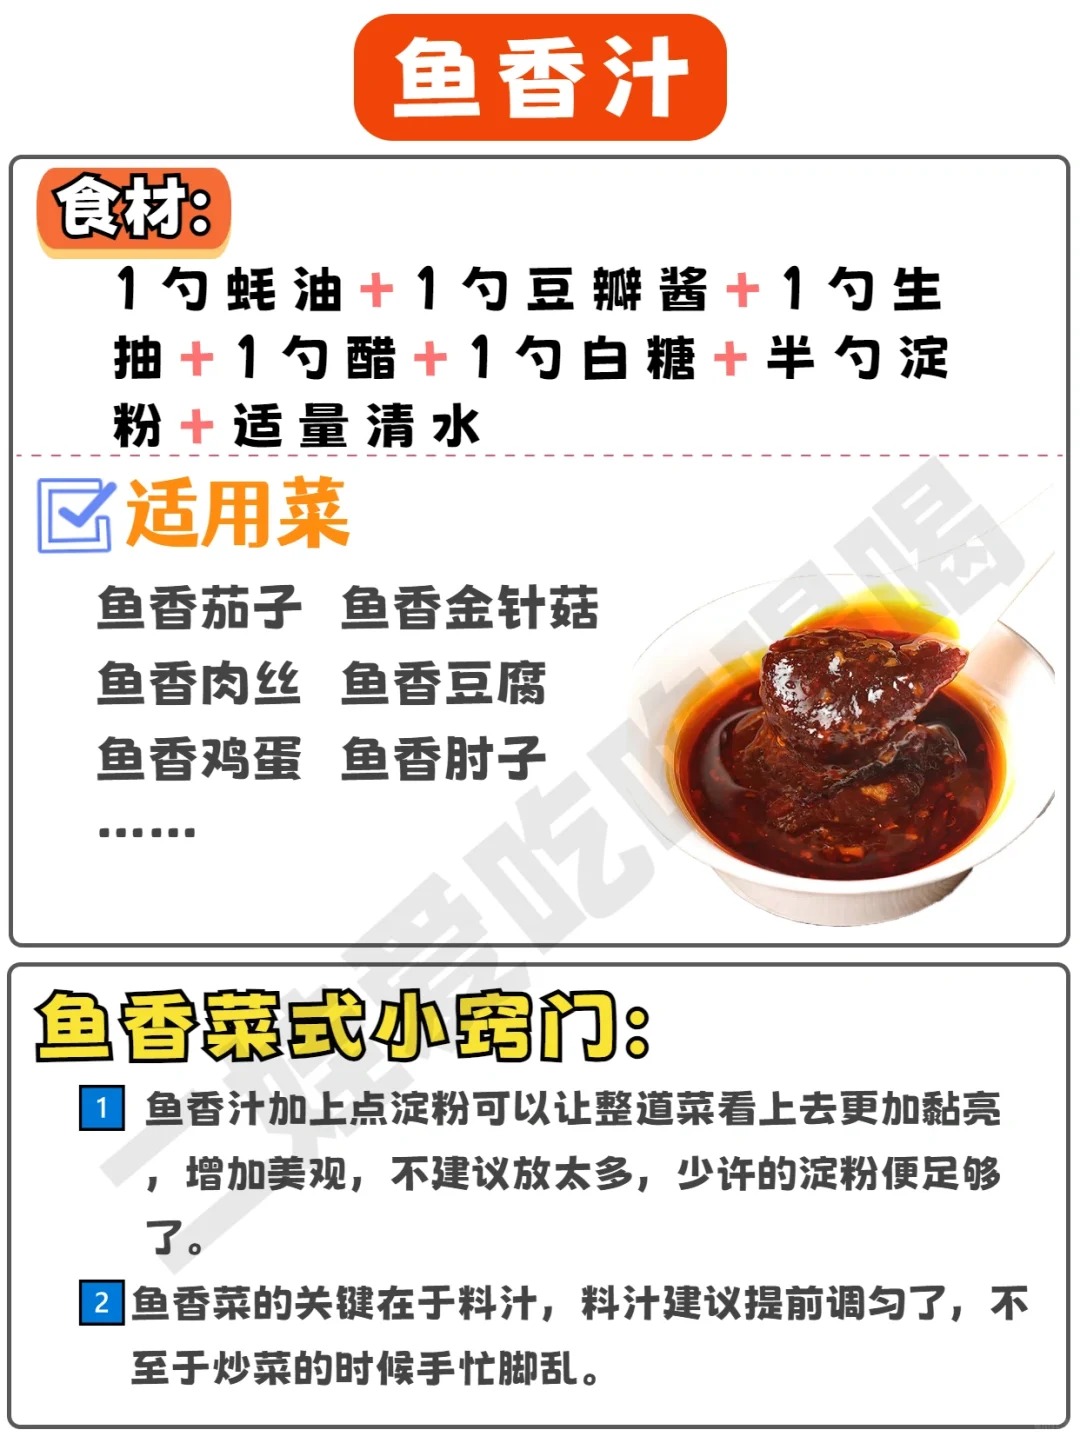 鱼香汁
食材:
1勺蚝油+1勺豆瓣酱+1勺生
抽+1勺醋+1勺白糖+半勺淀
粉+适量清水
适用菜
鱼香茄子 鱼香金针菇
鱼香肉丝 鱼香豆腐
鱼香鸡蛋 鱼香肘子
……
鱼香菜式小窍门:
1 鱼香汁加上点淀粉可以让整道菜看上去更加黏亮
，增加美观，不建议放太多，少许的淀粉便足够
了。
2 鱼香菜的关键在于料汁，料汁建议提前调匀了，不
至于炒菜的时候手忙脚乱。
二娃爱吃吃喝喝